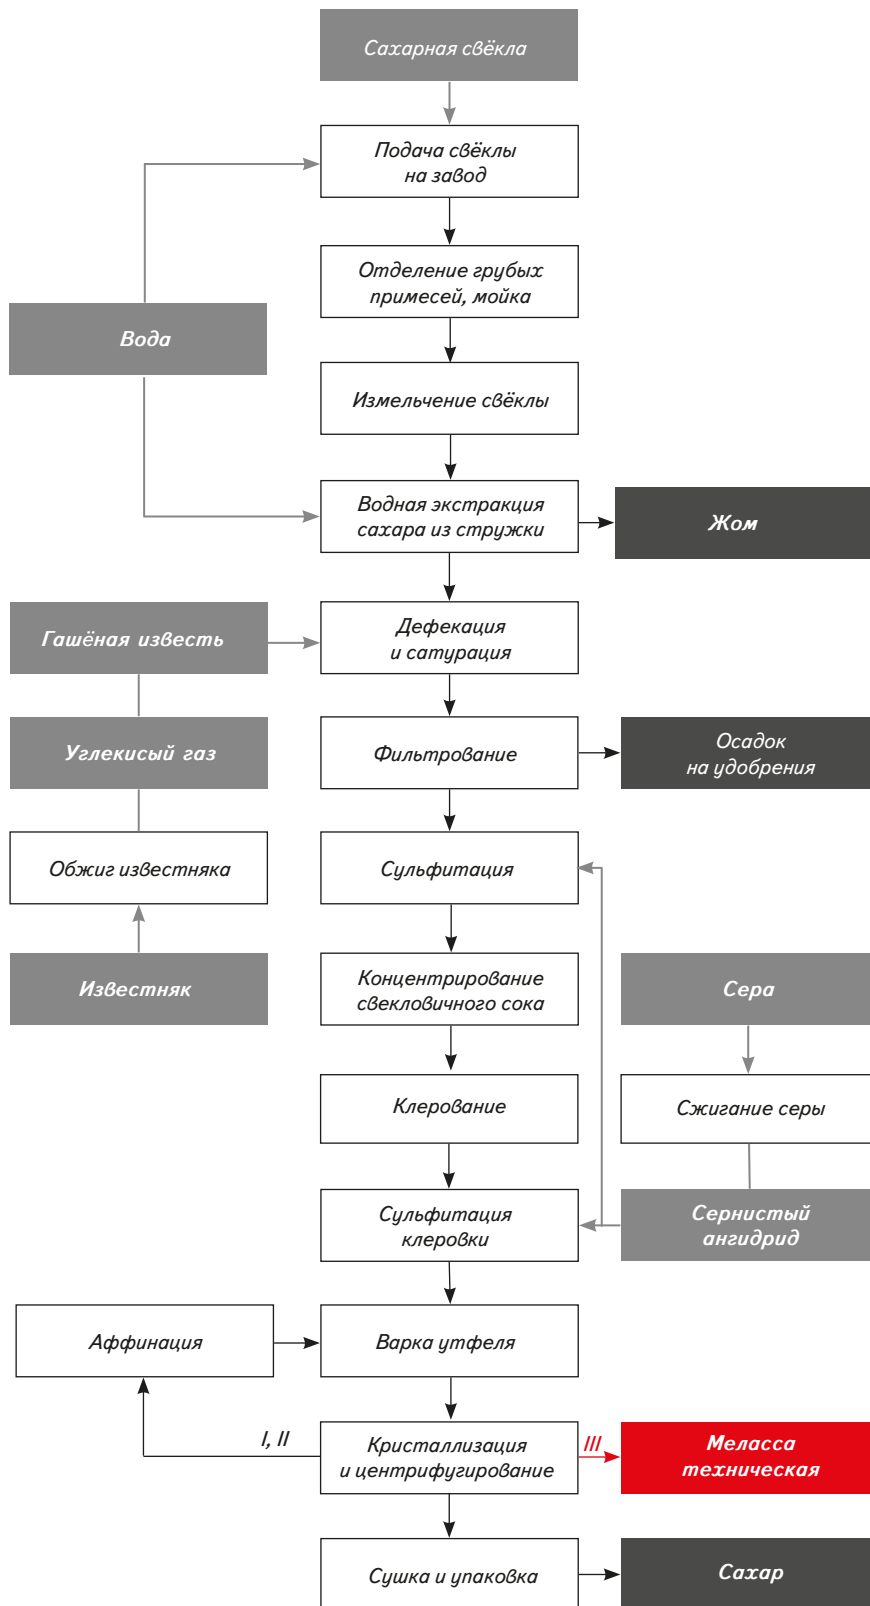 Сахарная свёкла
Подача свёклы
на завод
Отделение грубых
примесей, мойка
Вода
Измельчение свёклы
Водная экстракция
сахара из стружки
Жом
Гашёная известь
Дефекация
и сатурация
Углекисый газ
Фильтрование
Осадок
на удобрения
Обжиг известняка
Сульфитация
Известняк
Концентрирование
свекловичного сока
Сера
Клерование
Сжигание серы
Сульфитация
клеровки
Сернистый
ангидрид
Аффинация
Варка утфеля
I, II
Кристаллизация
и центрифугирование
III
Меласса
техническая
Сушка и упаковка
Сахар